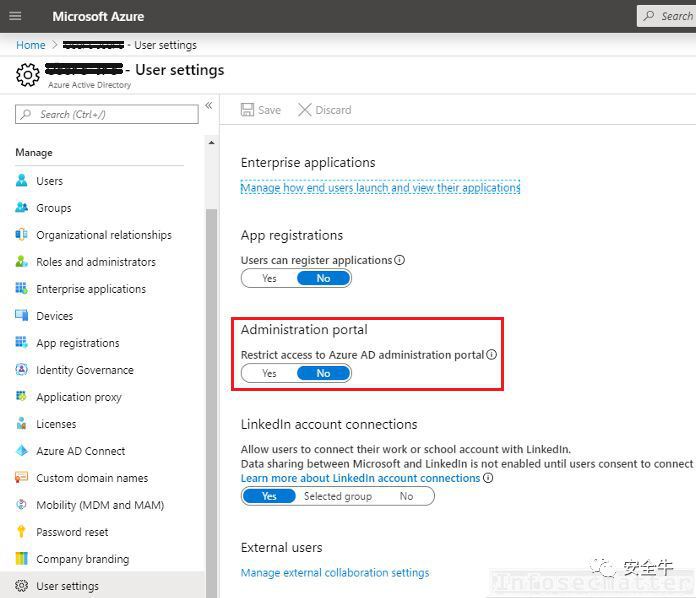 Microsoft Azure
Search
Home > - User settings
- User settings
Azure Active Directory
Search (Ctrl+/)
«
Save
Discard
Manage
Users
Groups
Organizational relationships
Roles and administrators
Enterprise applications
Devices
App registrations
Identity Governance
Application proxy
Licenses
Azure AD Connect
Custom domain names
Mobility (MDM and MAM)
Password reset
Company branding
User settings
Enterprise applications
Manage how end users launch and view their applications
App registrations
Users can register applications
Yes No
Administration portal
Restrict access to Azure AD administration portal
Yes No
LinkedIn account connections
Allow users to connect their work or school account with LinkedIn.
Data sharing between Microsoft and LinkedIn is not enabled until users consent to connect
Learn more about LinkedIn account connections
Yes Selected group No
External users
Manage external collaboration settings
安全牛
Infosecchatter